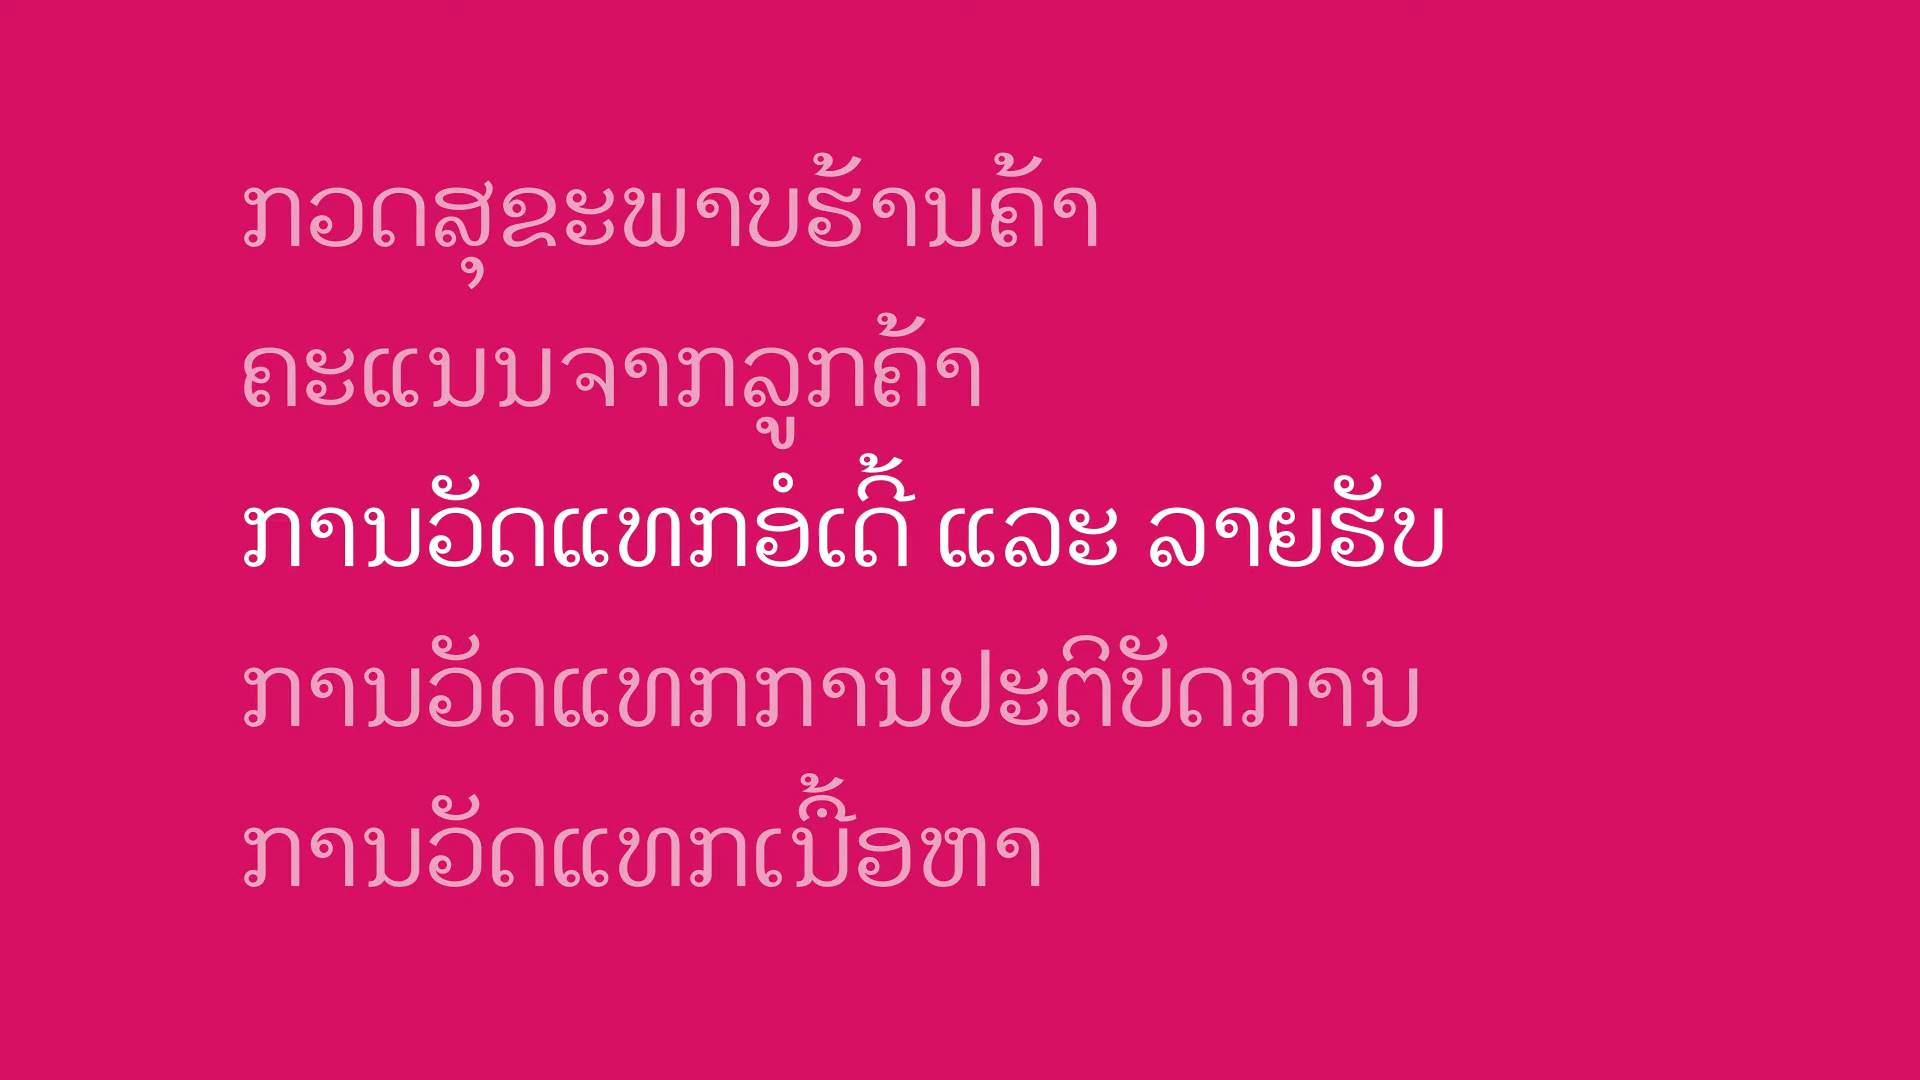 ກວດສຸຂະພາບຮ້ານຄ້າ
ຄະແນນຈາກລູກຄ້າ
ການວັດແທກອໍເດີ້ ແລະ ລາຍຮັບ
ການວັດແທກການປະຕິບັດການ
ການວັດແທກເນື້ອຫາ